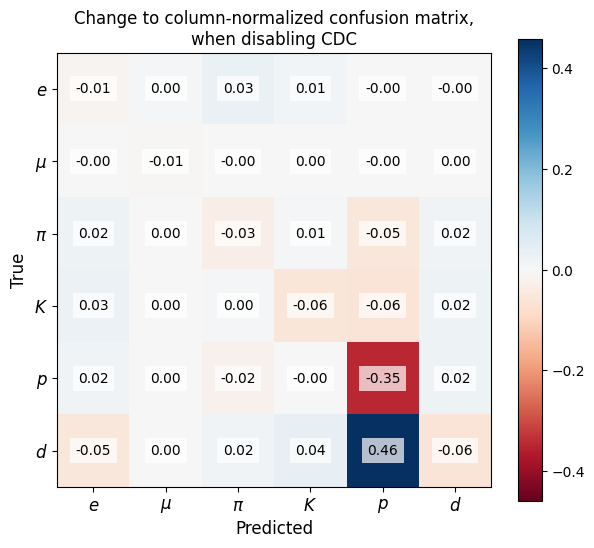 Change to column-normalized confusion matrix,
when disabling CDC
e -0.01 0.00 0.03 0.01 -0.00 -0.00
μ -0.00 -0.01 -0.00 0.00 -0.00 0.00
π 0.02 0.00 -0.03 0.01 -0.05 0.02
K 0.03 0.00 0.00 -0.06 -0.06 0.02
p 0.02 0.00 -0.02 -0.00 -0.35 0.02
d -0.05 0.00 0.02 0.04 0.46 -0.06
e μ π K p d
Predicted
True
0.4
0.2
0.0
−0.2
−0.4